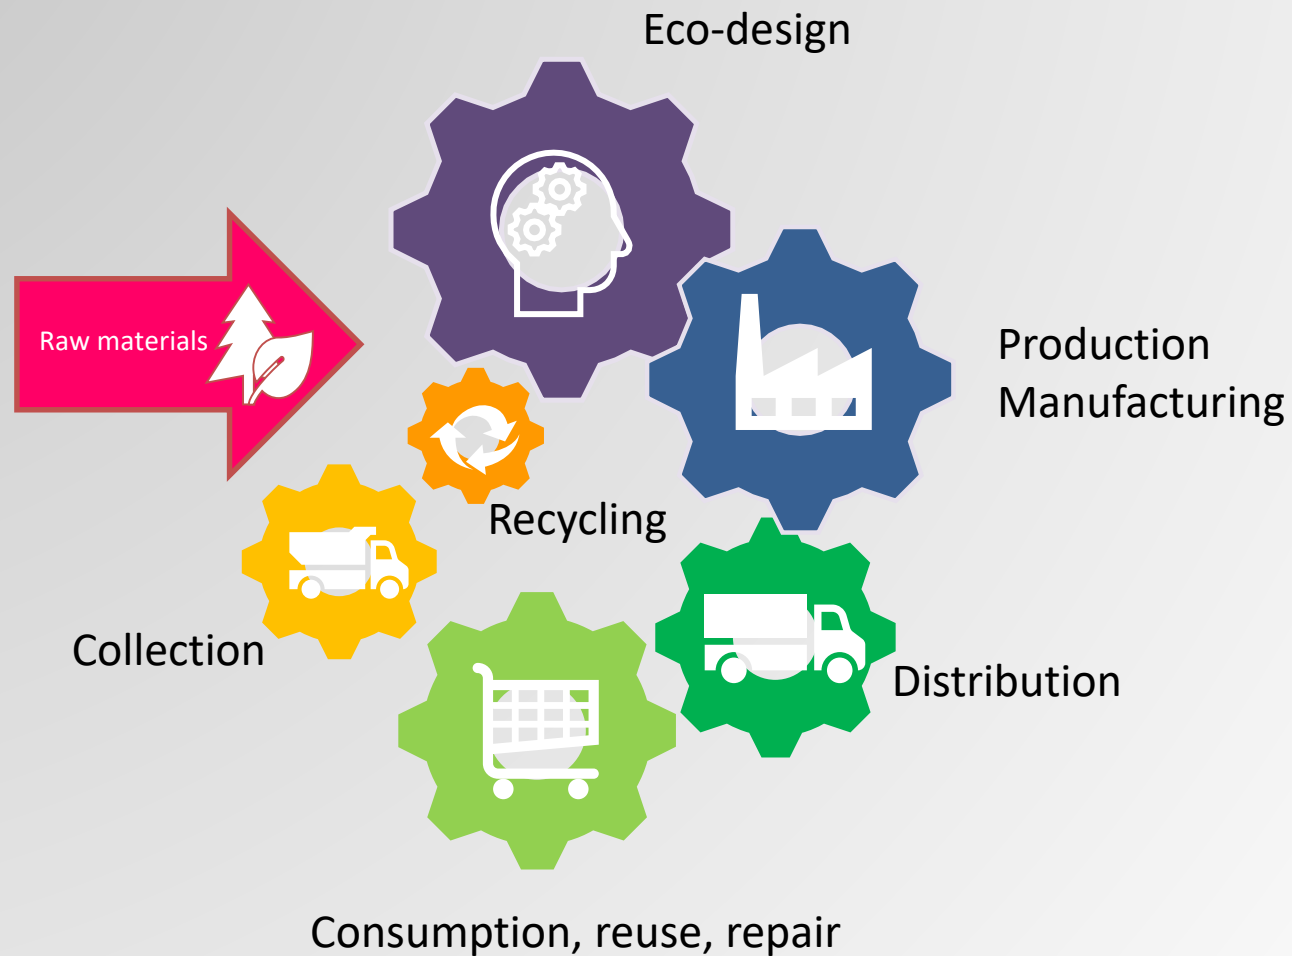 Eco-design
Raw materials
Production
Manufacturing
Recycling
Collection
Distribution
Consumption, reuse, repair